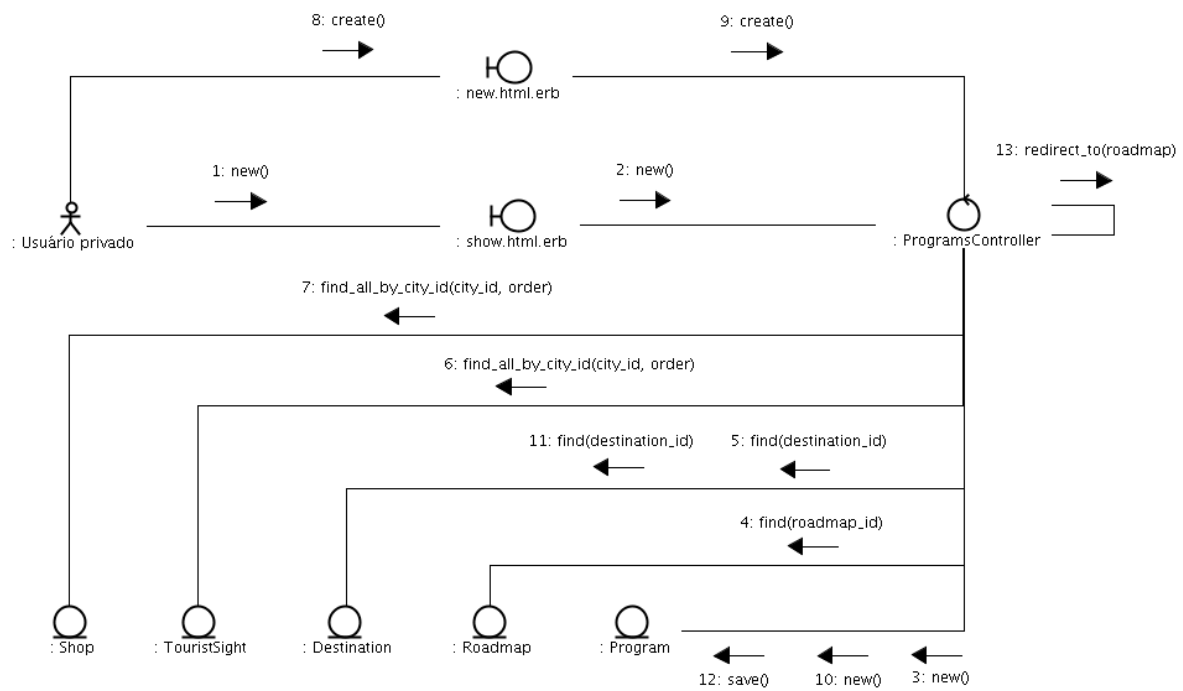 8: create()
9: create()
: new.html.erb
13: redirect_to(roadmap)
1: new()
2: new()
: Usuário privado
: show.html.erb
: ProgramsController
7: find_all_by_city_id(city_id, order)
6: find_all_by_city_id(city_id, order)
11: find(destination_id)
5: find(destination_id)
4: find(roadmap_id)
: Shop
: TouristSight
: Destination
: Roadmap
: Program
12: save()
10: new()
3: new()